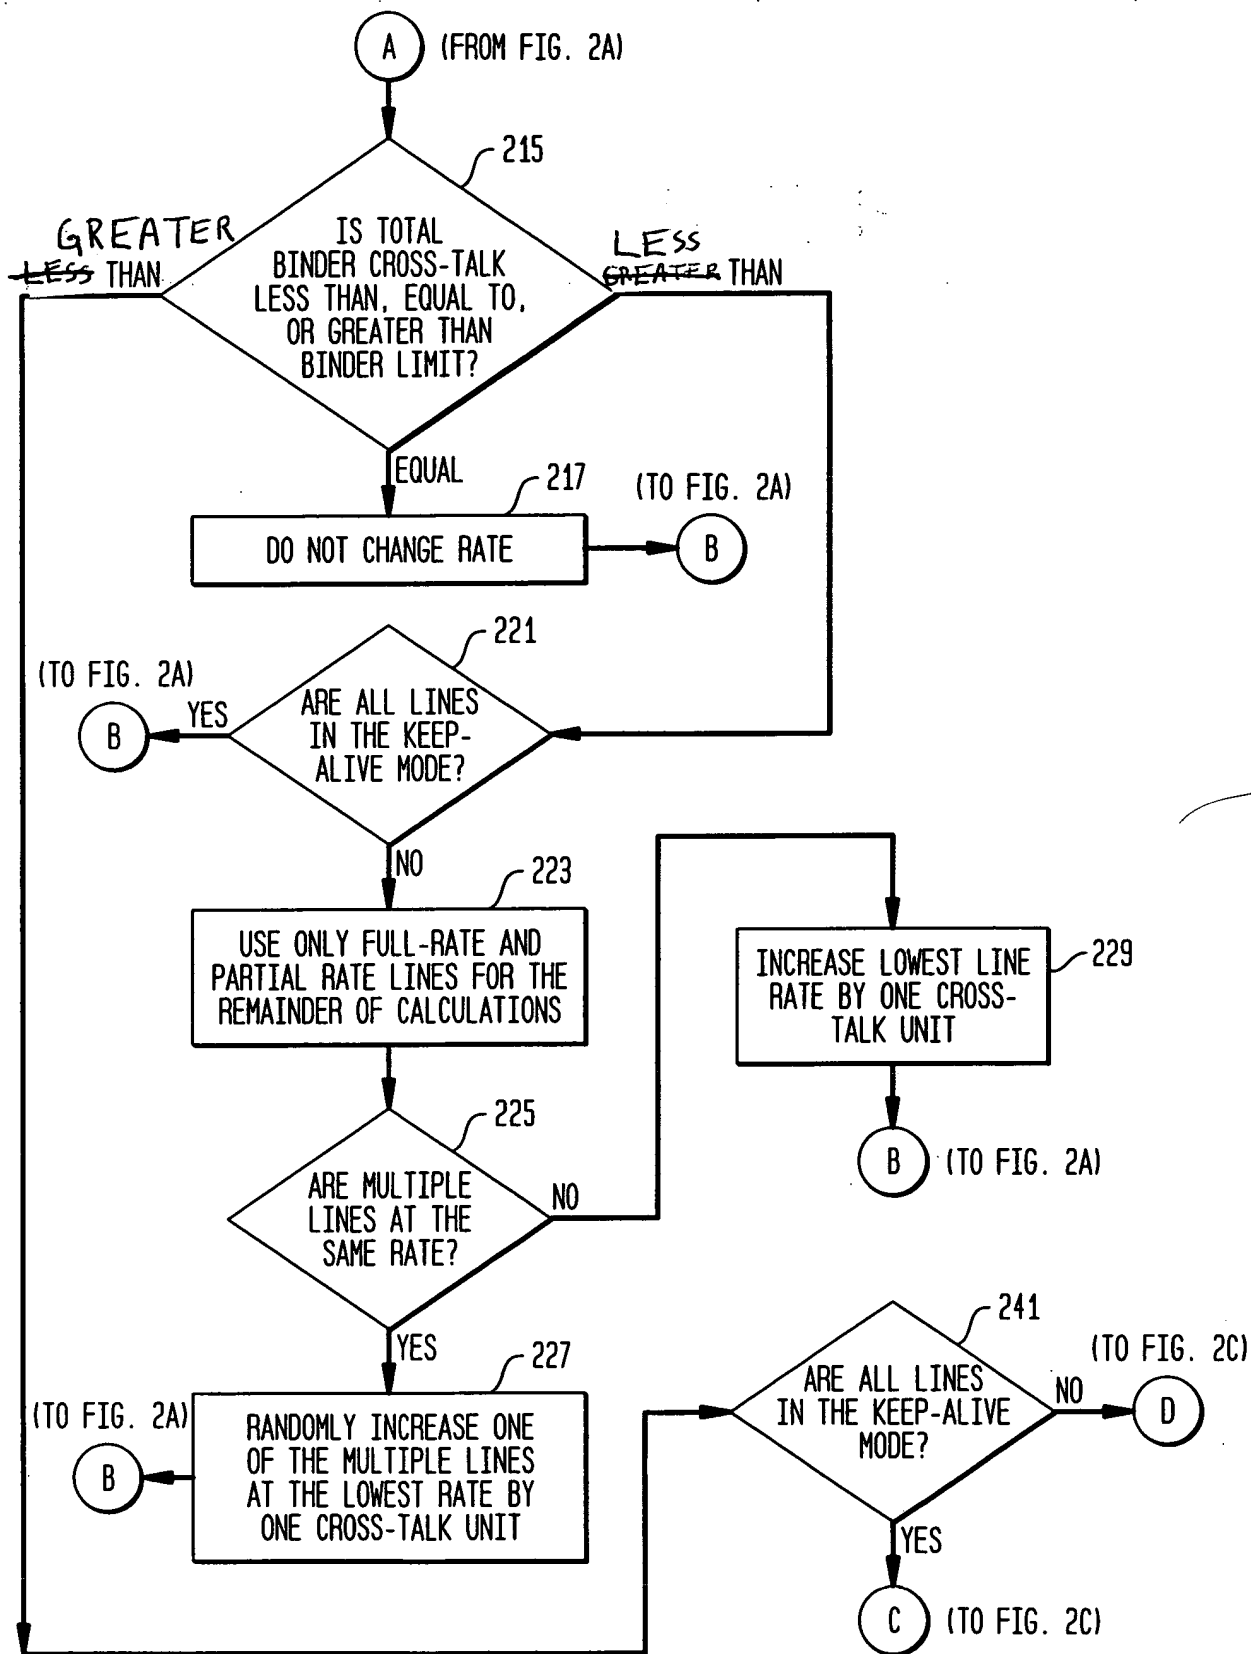 A (FROM FIG. 2A)
215
GREATER
LESS THAN
IS TOTAL
BINDER CROSS-TALK
LESS THAN, EQUAL TO,
OR GREATER THAN
BINDER LIMIT?
LESS
GREATER THAN
EQUAL
217
(TO FIG. 2A)
DO NOT CHANGE RATE
B
221
(TO FIG. 2A)
B
YES
ARE ALL LINES
IN THE KEEP-
ALIVE MODE?
NO
223
USE ONLY FULL-RATE AND
PARTIAL RATE LINES FOR THE
REMAINDER OF CALCULATIONS
INCREASE LOWEST LINE
RATE BY ONE CROSS-
TALK UNIT
229
B (TO FIG. 2A)
225
ARE MULTIPLE
LINES AT THE
SAME RATE?
NO
YES
227
(TO FIG. 2A)
B
RANDOMLY INCREASE ONE
OF THE MULTIPLE LINES
AT THE LOWEST RATE BY
ONE CROSS-TALK UNIT
241
ARE ALL LINES
IN THE KEEP-ALIVE
MODE?
NO
(TO FIG. 2C)
D
YES
C (TO FIG. 2C)